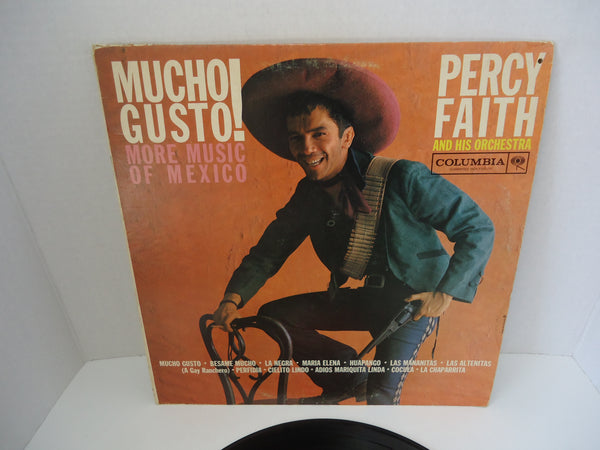 MUCHO
GUSTO!
MORE MUSIC
OF MEXICO
PERCY
FAITH
AND HIS ORCHESTRA
COLUMBIA
MUCHO GUSTO • BESAME MUCHO • LA NEGRA • MARIA ELENA • HUAPANGO • LAS MAÑANITAS • LAS ALTENITAS
(A Gay Ranchero) • PERFIDIA • CIELITO LINDO • ADIOS MARIQUITA LINDA • COCULA • LA CHAPARRITA